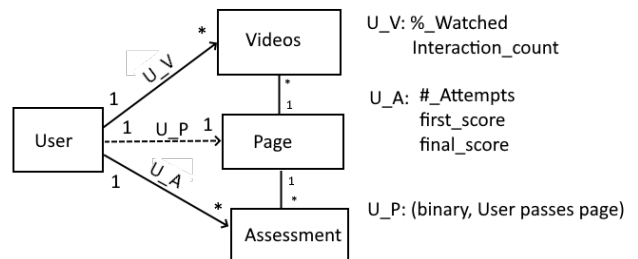 Videos
U_V: %_Watched
Interaction_count
*
U_V
1
*
1
User
1
U_P
1
Page
U_A: #_Attempts
first_score
final_score
1
U_A
*
1
*
Assessment
U_P: (binary, User passes page)